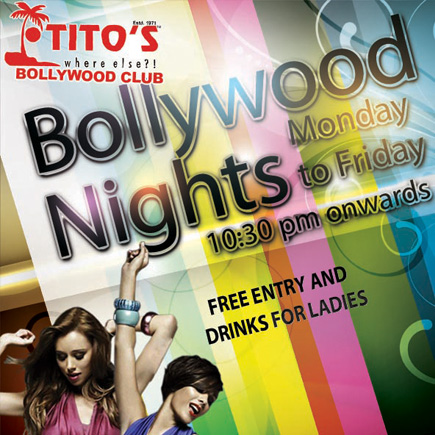 Estd. 1971
TITO'S™
where else?!
BOLLYWOOD CLUB
Bollywood
Nights
Monday
to Friday
10:30 pm onwards
FREE ENTRY AND
DRINKS FOR LADIES